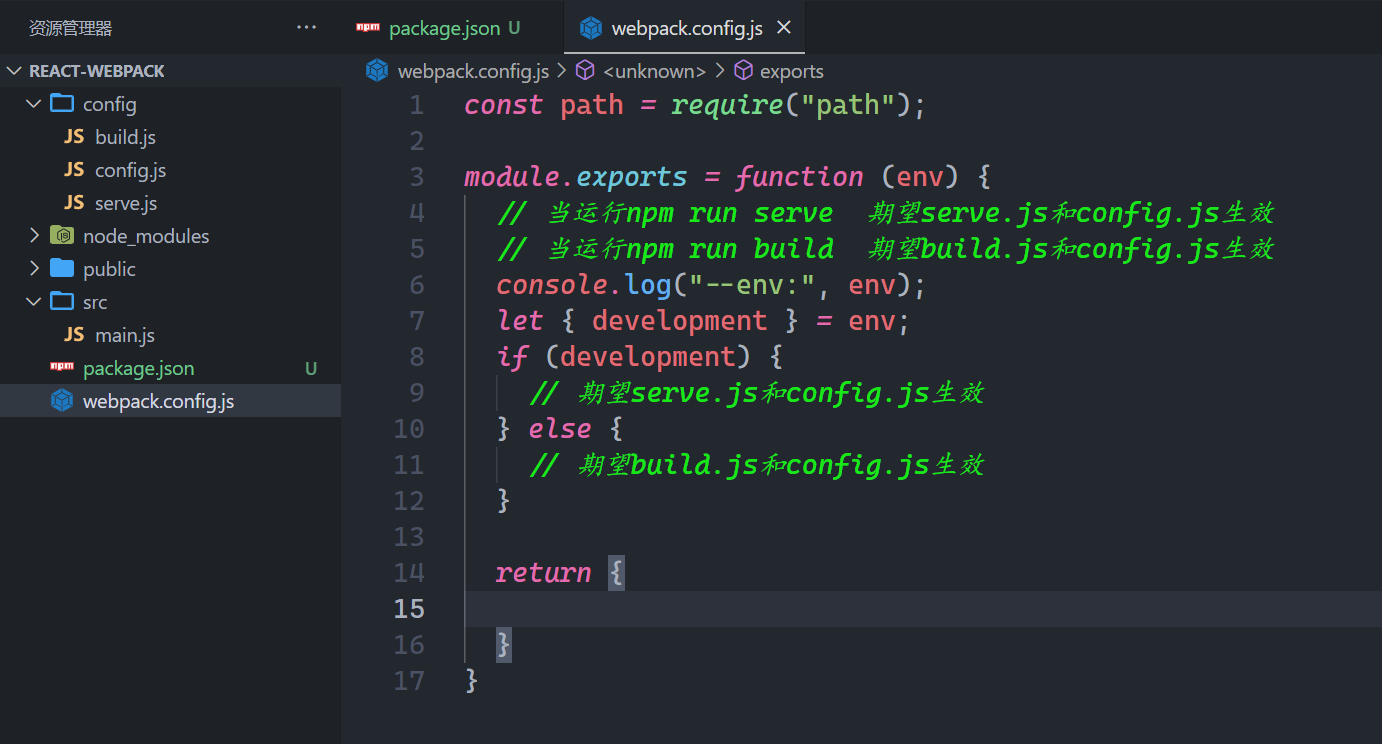 资源管理器 ···
package.json U
webpack.config.js
REACT-WEBPACK
config
JS build.js
JS config.js
JS serve.js
node_modules
public
src
JS main.js
package.json U
webpack.config.js
webpack.config.js > <unknown> > exports
1 const path = require("path");
2
3 module.exports = function (env) {
4 // 当运行npm run serve 期望serve.js和config.js生效
5 // 当运行npm run build 期望build.js和config.js生效
6 console.log("--env:", env);
7 let { development } = env;
8 if (development) {
9 // 期望serve.js和config.js生效
10 } else {
11 // 期望build.js和config.js生效
12 }
13
14 return {
15
16 }
17 }